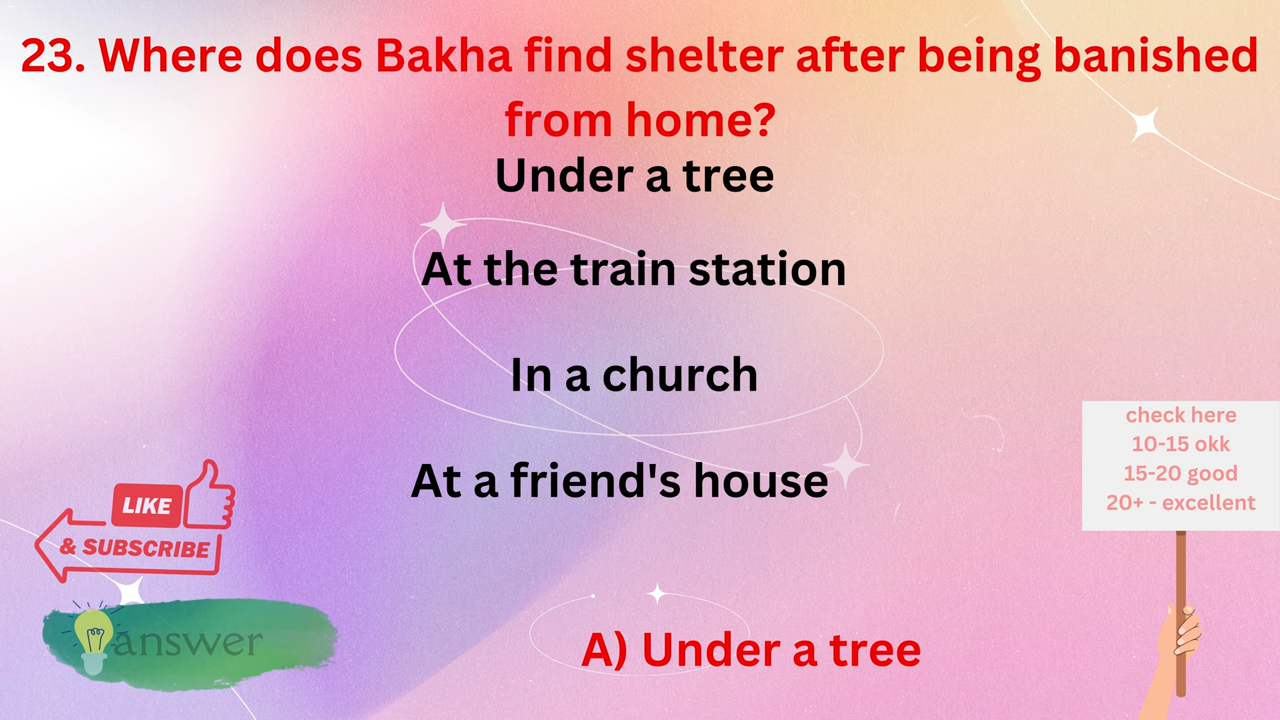 23. Where does Bakha find shelter after being banished
from home?
Under a tree
At the train station
In a church
At a friend's house
check here
10-15 okk
15-20 good
20+ - excellent
LIKE
& SUBSCRIBE
answer
A) Under a tree